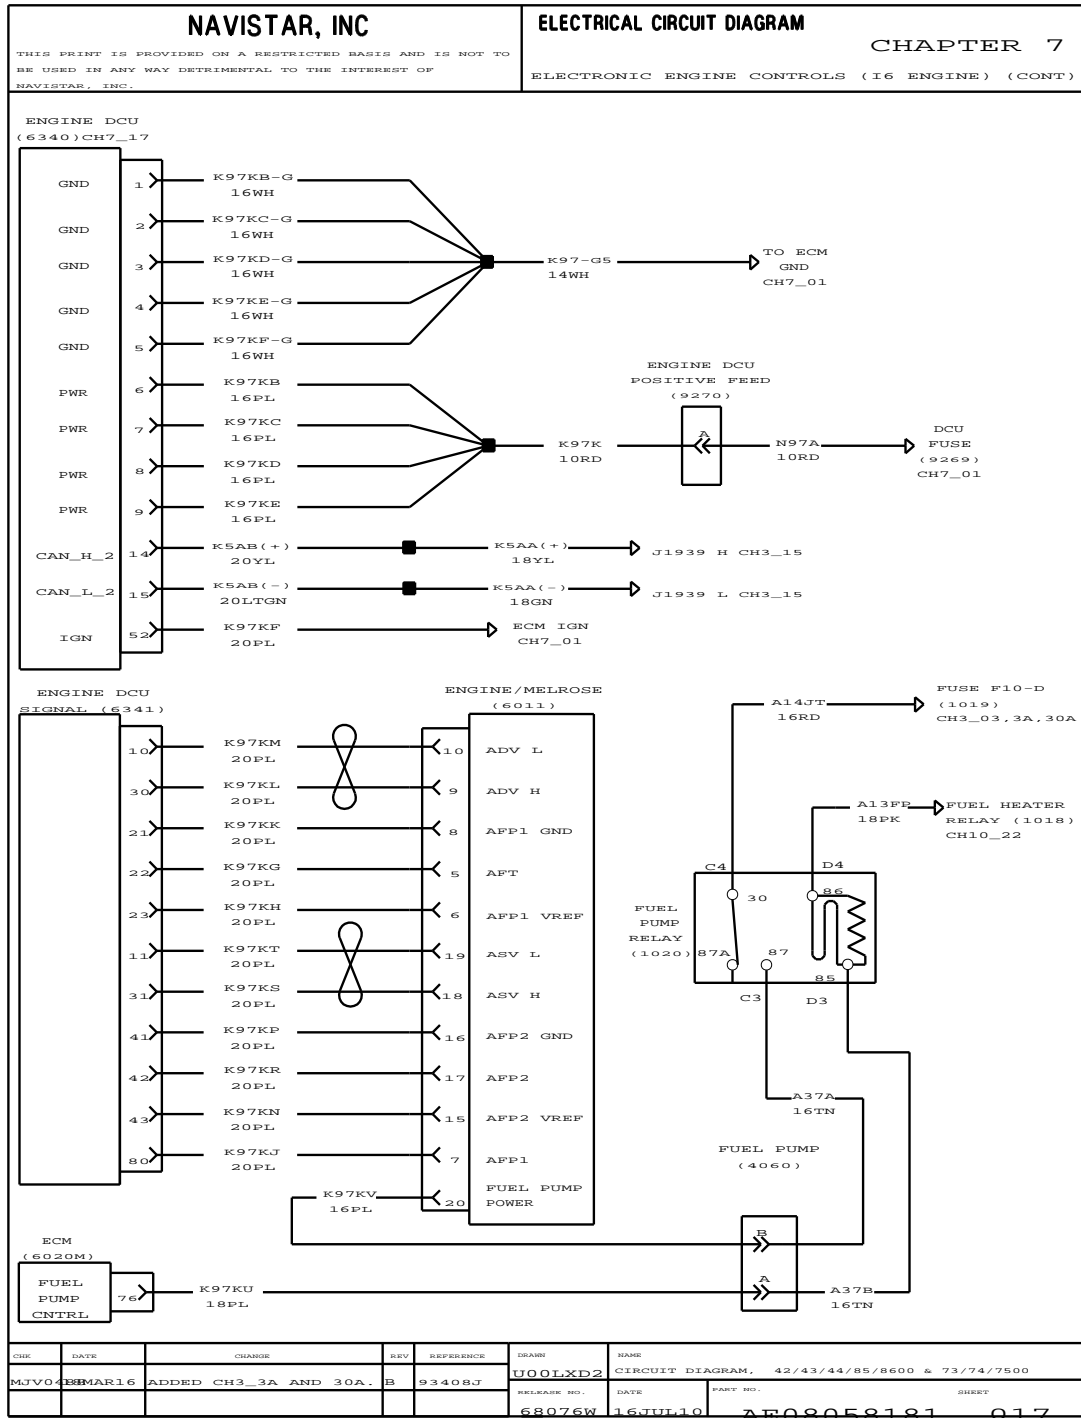 NAVISTAR, INC
THIS PRINT IS PROVIDED ON A RESTRICTED BASIS AND IS NOT TO
BE USED IN ANY WAY DETRIMENTAL TO THE INTEREST OF
NAVISTAR, INC.
ELECTRICAL CIRCUIT DIAGRAM
CHAPTER 7
ELECTRONIC ENGINE CONTROLS (I6 ENGINE) (CONT)
ENGINE DCU
(6340)CH7_17
GND 1 K97KB-G
16WH
GND 2 K97KC-G
16WH
GND 3 K97KD-G
16WH
GND 4 K97KE-G
16WH
GND 5 K97KF-G
16WH
K97-G5
14WH
TO ECM
GND
CH7_01
PWR 6 K97KB
16PL
PWR 7 K97KC
16PL
PWR 8 K97KD
16PL
PWR 9 K97KE
16PL
K97K
10RD
ENGINE DCU
POSITIVE FEED
(9270)
A
N97A
10RD
DCU
FUSE
(9269)
CH7_01
CAN_H_2 14 K5AB(+)
20YL
K5AA(+)
18YL
J1939 H CH3_15
CAN_L_2 15 K5AB(-)
20LTGN
K5AA(-)
18GN
J1939 L CH3_15
IGN 52 K97KF
20PL
ECM IGN
CH7_01
ENGINE DCU
SIGNAL (6341)
ENGINE/MELROSE
(6011)
10 K97KM 10 ADV L
20PL
30 K97KL 9 ADV H
20PL
21 K97KK 8 AFP1 GND
20PL
22 K97KG 5 AFT
20PL
23 K97KH 6 AFP1 VREF
20PL
11 K97KT 19 ASV L
20PL
31 K97KS 18 ASV H
20PL
41 K97KP 16 AFP2 GND
20PL
42 K97KR 17 AFP2
20PL
43 K97KN 15 AFP2 VREF
20PL
80 K97KJ 7 AFP1
20PL
K97KV
16PL
20 FUEL PUMP
POWER
A14JT
16RD
FUSE F10-D
(1019)
CH3_03,3A,30A
A13FP
18PK
FUEL HEATER
RELAY (1018)
CH10_22
C4 D4
30 86
FUEL
PUMP
RELAY
(1020)
87A 87
85
C3 D3
A37A
16TN
FUEL PUMP
(4060)
B
A
A37B
16TN
ECM
(6020M)
FUEL
PUMP
CNTRL
76
K97KU
18PL
CHK DATE CHANGE REV REFERENCE
ADDED CH3_3A AND 30A. B 93408J
DRAWN
U00LXD2
NAME
CIRCUIT DIAGRAM, 42/43/44/85/8600 & 73/74/7500
RELEASE NO.
68076W
DATE
16JUL10
PART NO.
AE08058181
SHEET
017